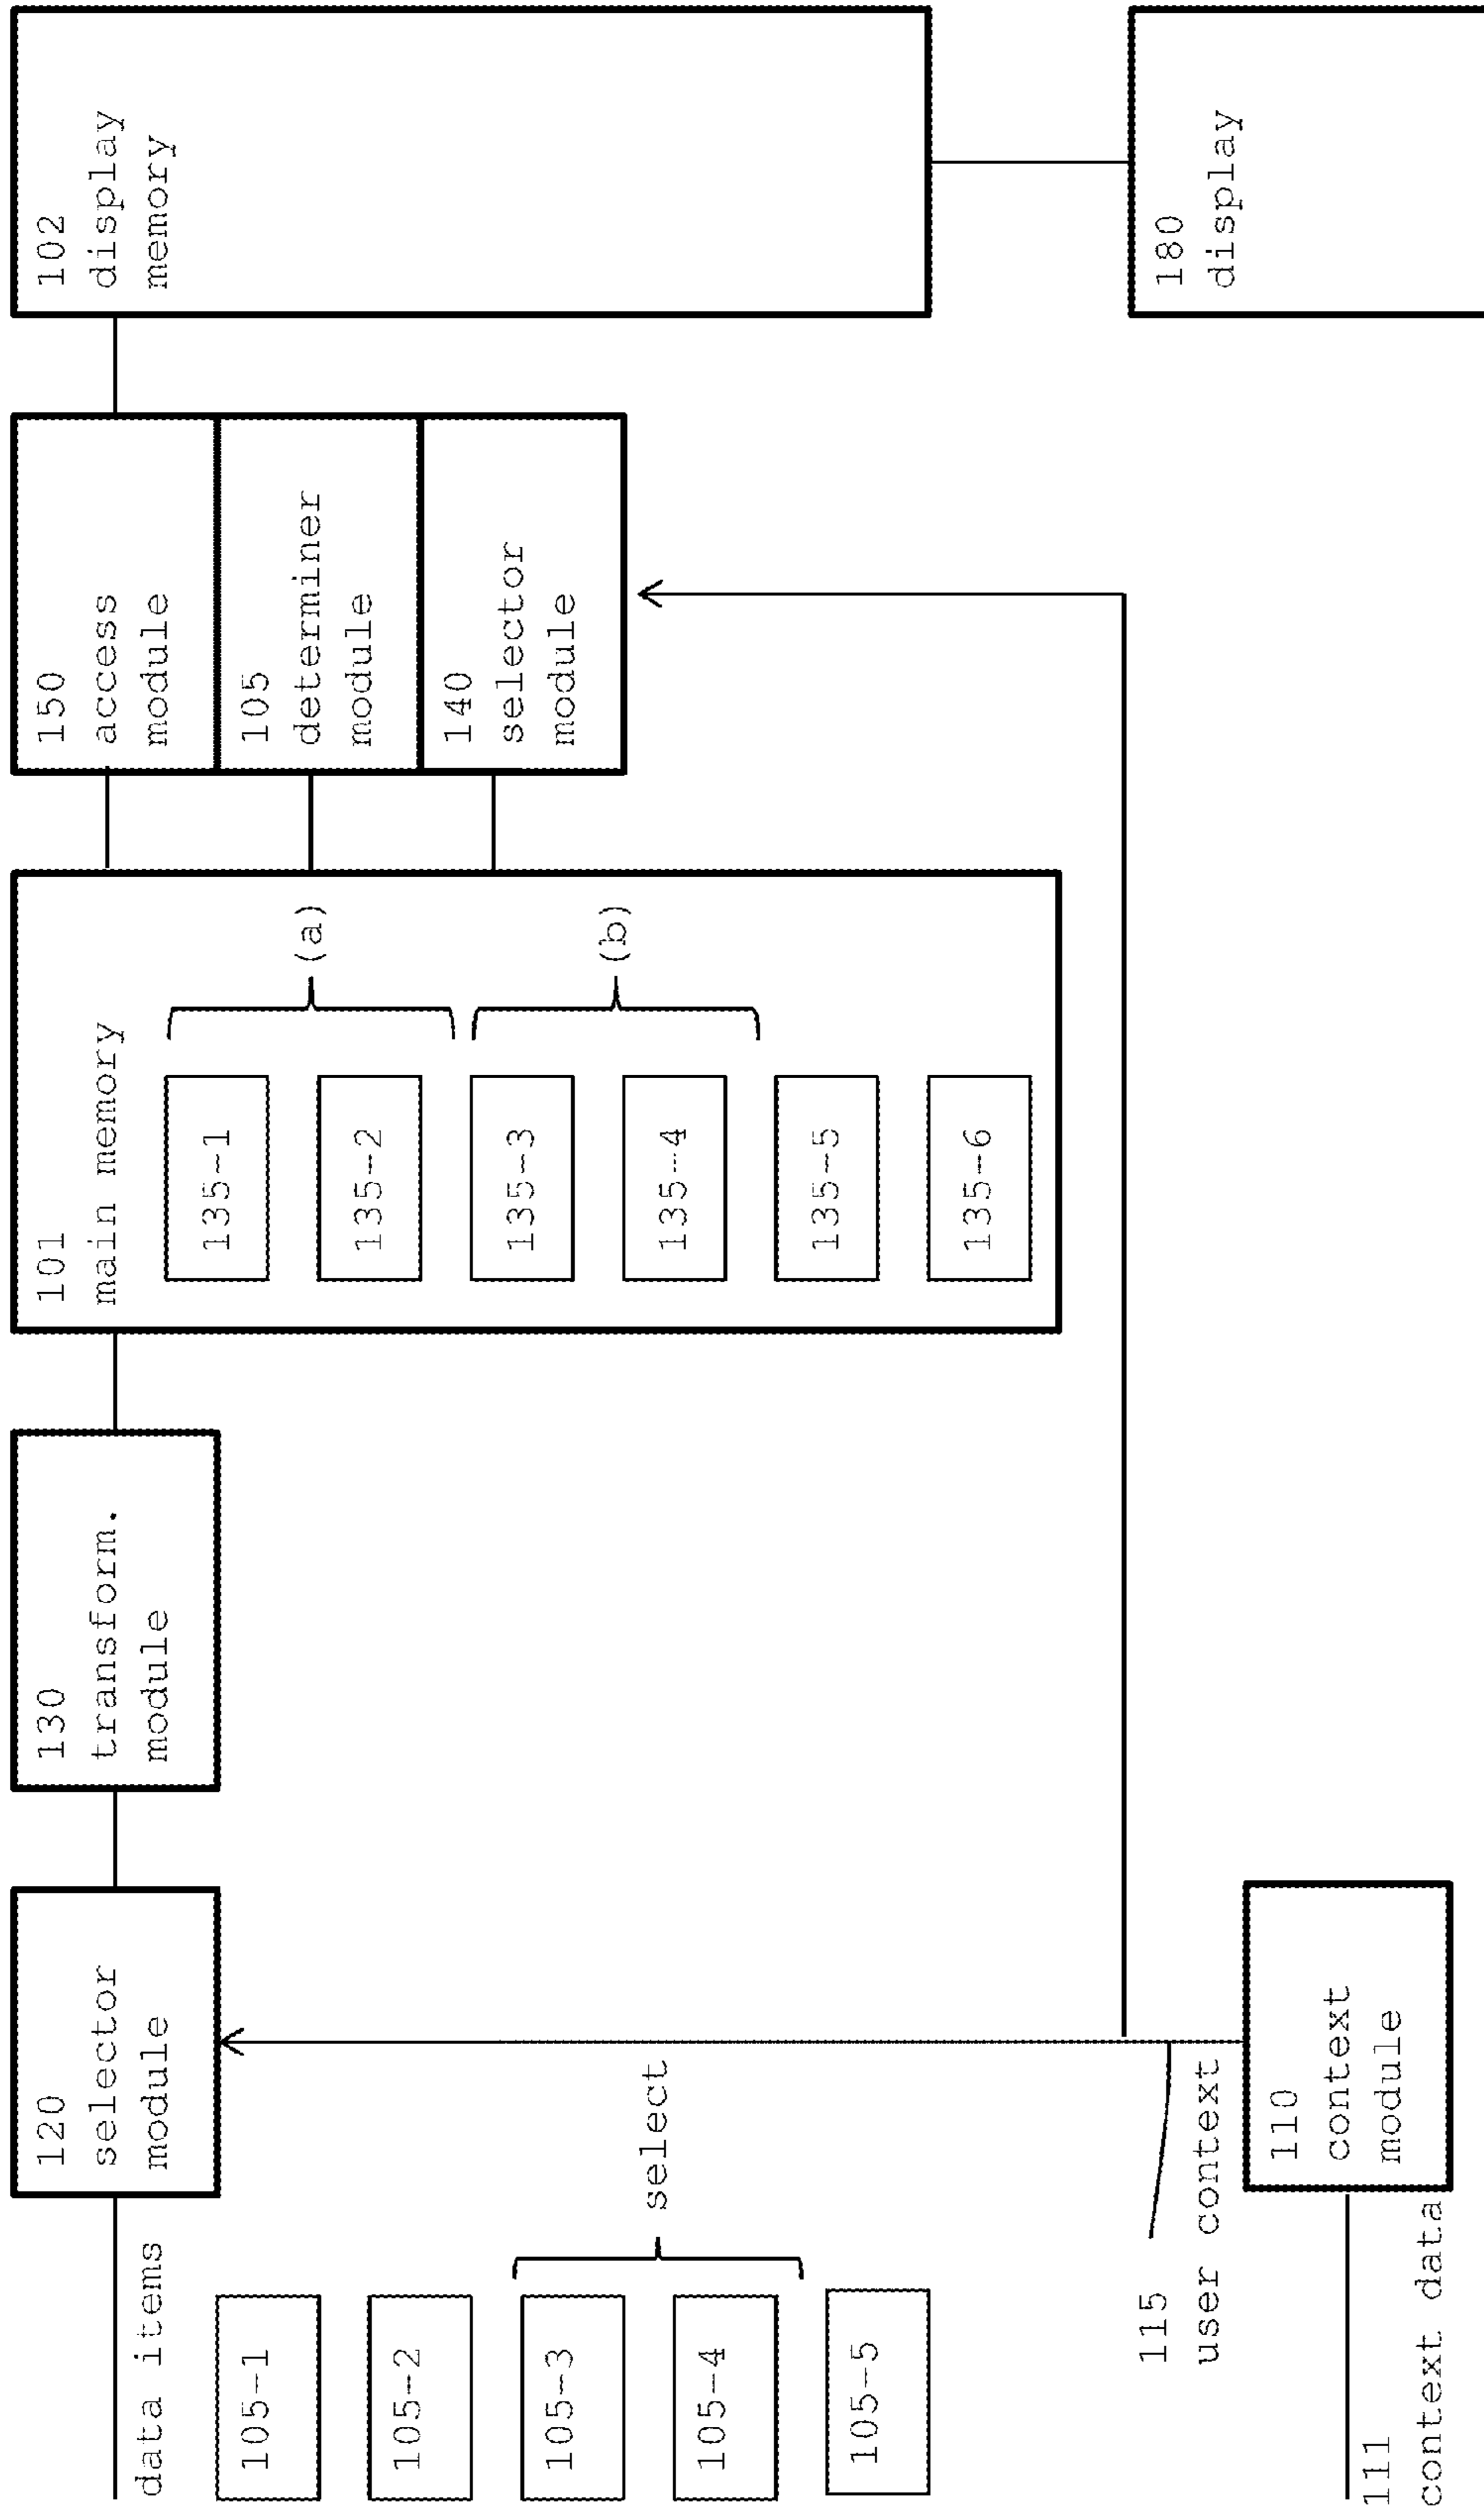 120
selector
module
130
transform.
module
101
main memory
135-1
135-2
135-3
135-4
135-5
135-6
(a)
(b)
150
access
module
105
determiner
module
140
selector
module
102
display
memory
180
display
data items
105-1
105-2
105-3
105-4
105-5
select
115
user context
110
context
module
111
context data